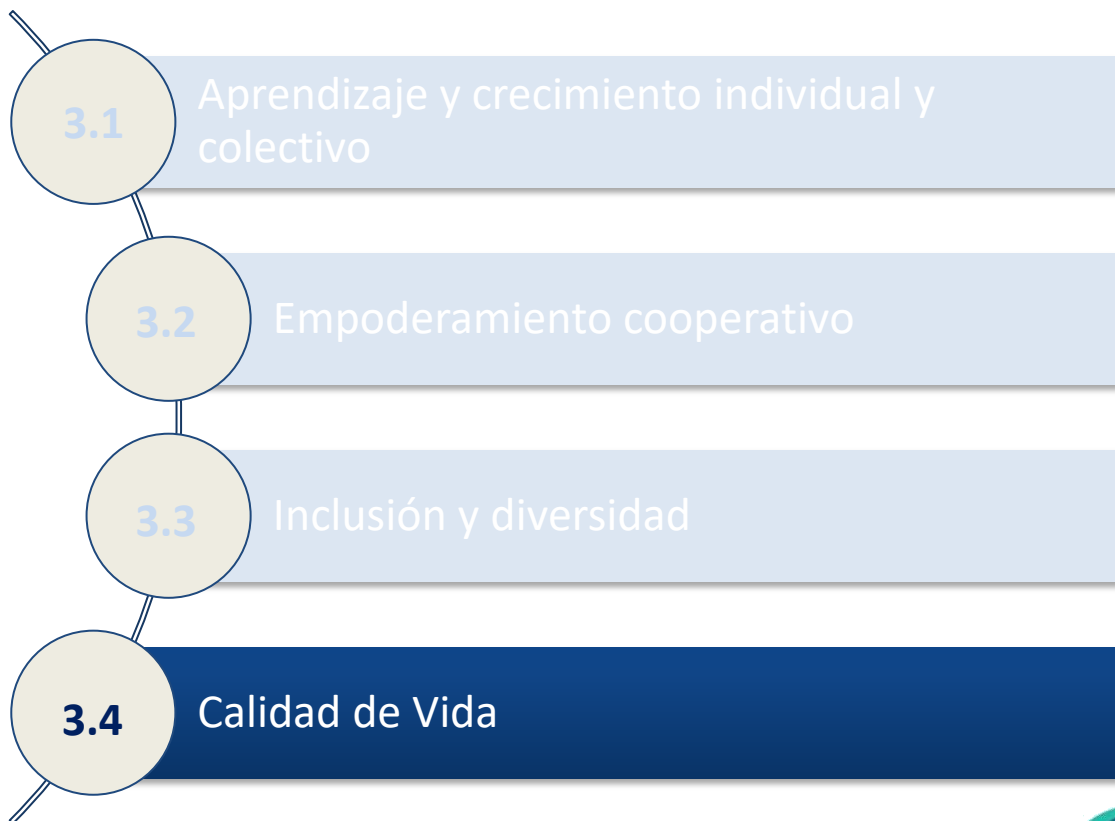 3.1
Aprendizaje y crecimiento individual y
colectivo
3.2
Empoderamiento cooperativo
3.3
Inclusión y diversidad
3.4
Calidad de Vida